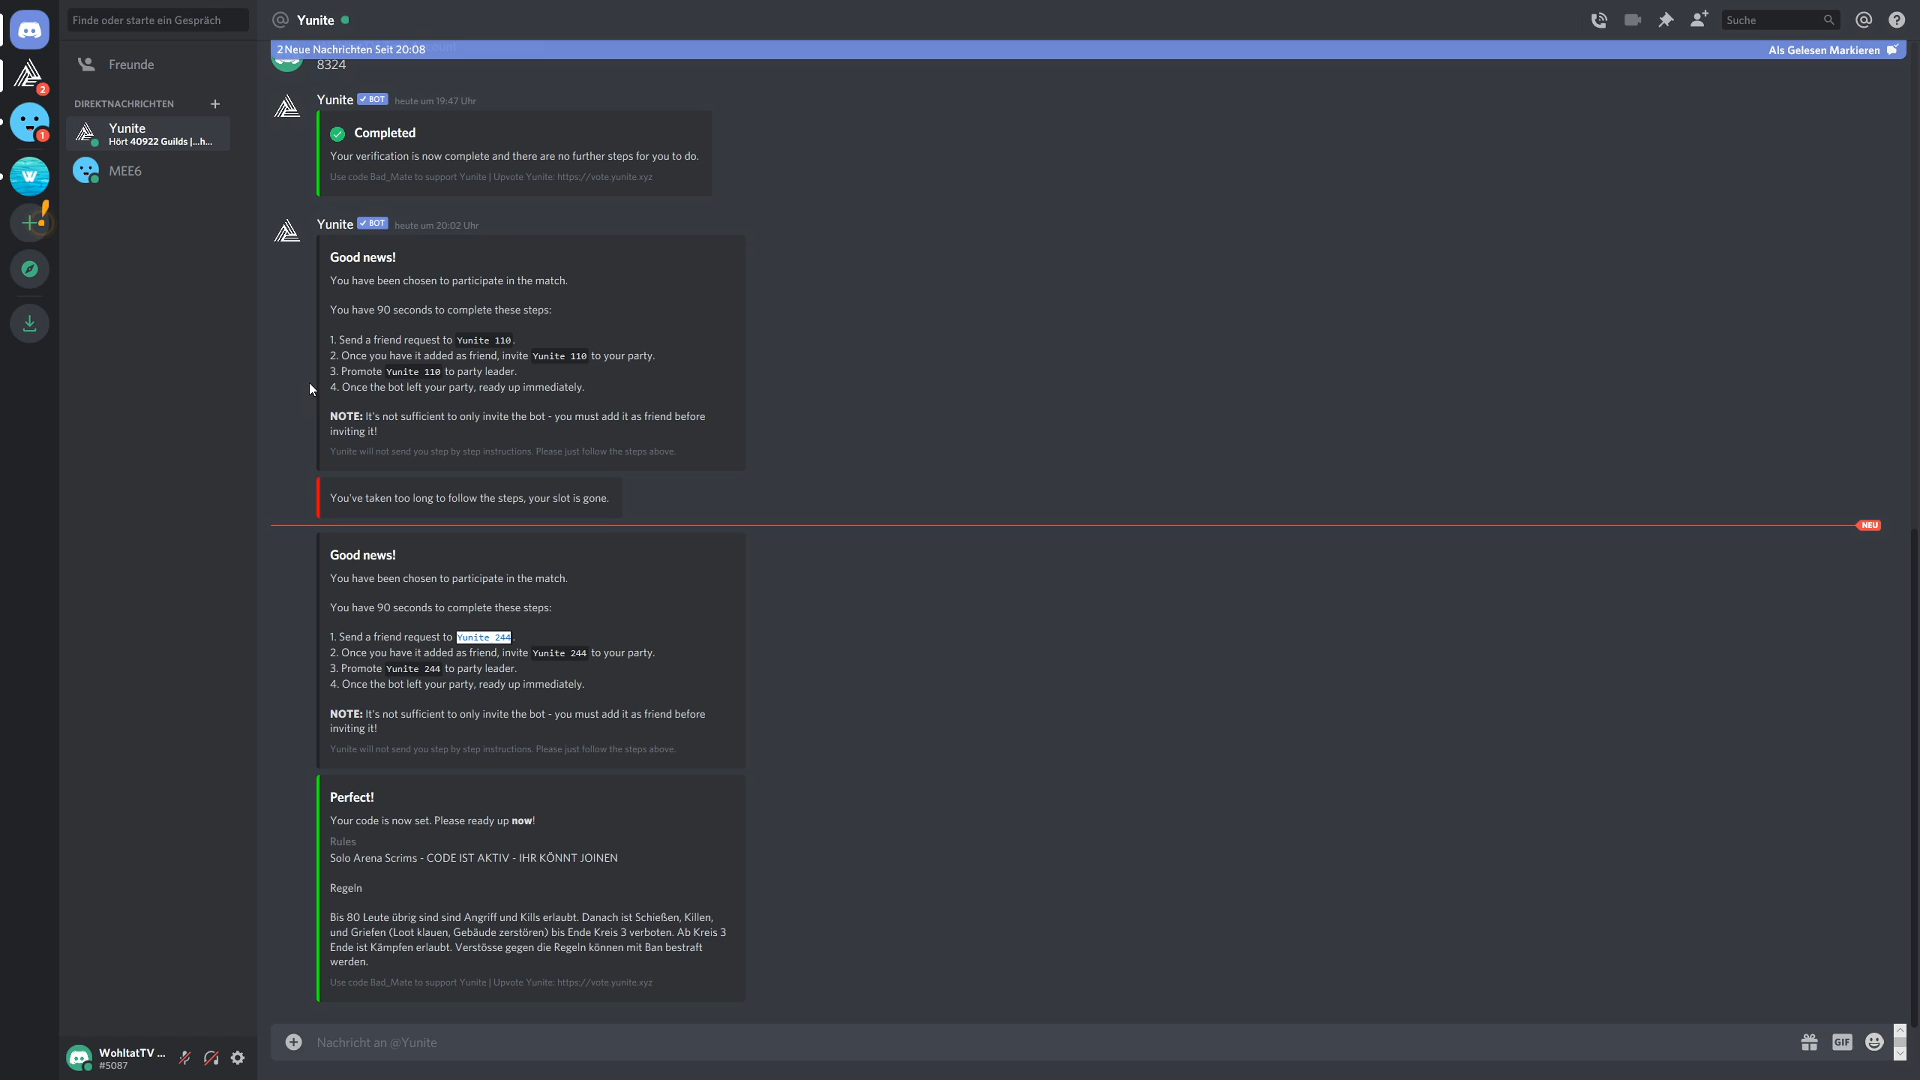 Finde oder starte ein Gespräch
Yunite
2 Neue Nachrichten Seit 20:08
Suche
Als Gelesen Markieren
Freunde
DIREKTNACHRICHTEN
Yunite
Hört 40922 Guilds |...h...
MEE6
2
1
W
8324
Yunite BOT heute um 19:47 Uhr
Completed
Your verification is now complete and there are no further steps for you to do.
Use code Bad_Mate to support Yunite | Upvote Yunite: https://vote.yunite.xyz
Yunite BOT heute um 20:02 Uhr
Good news!
You have been chosen to participate in the match.
You have 90 seconds to complete these steps:
1. Send a friend request to Yunite 110.
2. Once you have it added as friend, invite Yunite 110 to your party.
3. Promote Yunite 110 to party leader.
4. Once the bot left your party, ready up immediately.
NOTE: It's not sufficient to only invite the bot - you must add it as friend before
inviting it!
Yunite will not send you step by step instructions. Please just follow the steps above.
You've taken too long to follow the steps, your slot is gone.
NEU
Good news!
You have been chosen to participate in the match.
You have 90 seconds to complete these steps:
1. Send a friend request to Yunite 244.
2. Once you have it added as friend, invite Yunite 244 to your party.
3. Promote Yunite 244 to party leader.
4. Once the bot left your party, ready up immediately.
NOTE: It's not sufficient to only invite the bot - you must add it as friend before
inviting it!
Yunite will not send you step by step instructions. Please just follow the steps above.
Perfect!
Your code is now set. Please ready up now!
Rules
Solo Arena Scrims - CODE IST AKTIV - IHR KÖNNT JOINEN
Regeln
Bis 80 Leute übrig sind sind Angriff und Kills erlaubt. Danach ist Schießen, Killen,
und Griefen (Loot klauen, Gebäude zerstören) bis Ende Kreis 3 verboten. Ab Kreis 3
Ende ist Kämpfen erlaubt. Verstösse gegen die Regeln können mit Ban bestraft
werden.
Use code Bad_Mate to support Yunite | Upvote Yunite: https://vote.yunite.xyz
Nachricht an @Yunite
GIF
WohltatTV ...
#5087